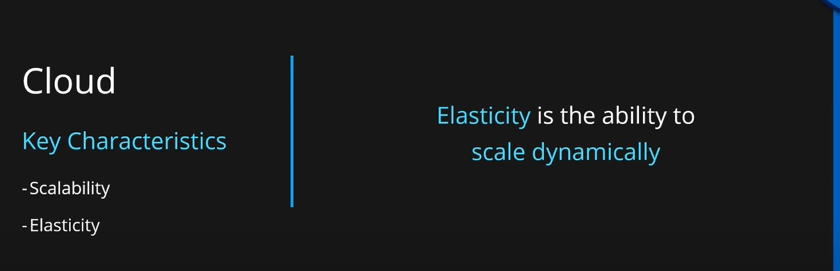 Cloud
Key Characteristics
-Scalability
-Elasticity
Elasticity is the ability to
scale dynamically